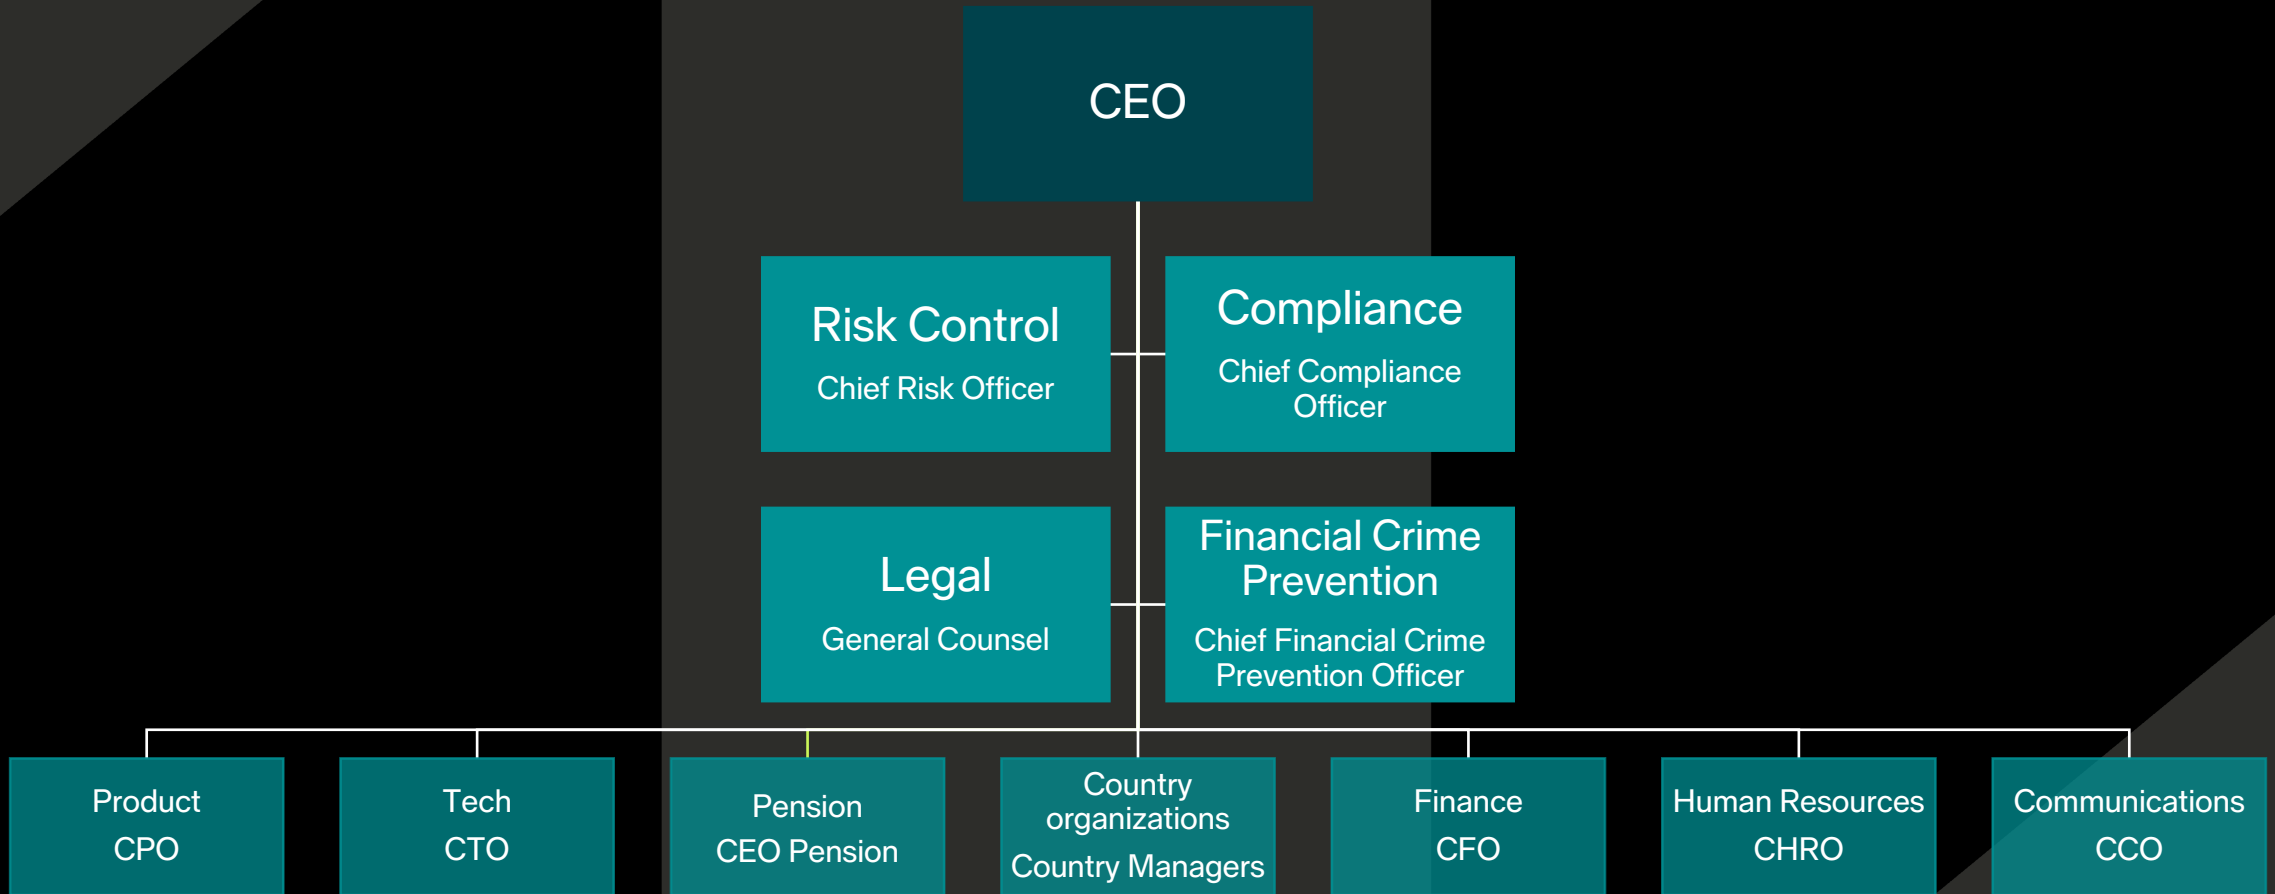 CEO
Risk Control
Chief Risk Officer
Compliance
Chief Compliance
Officer
Legal
General Counsel
Financial Crime
Prevention
Chief Financial Crime
Prevention Officer
Product
CPO
Tech
CTO
Pension
CEO Pension
Country
organizations
Country Managers
Finance
CFO
Human Resources
CHRO
Communications
CCO